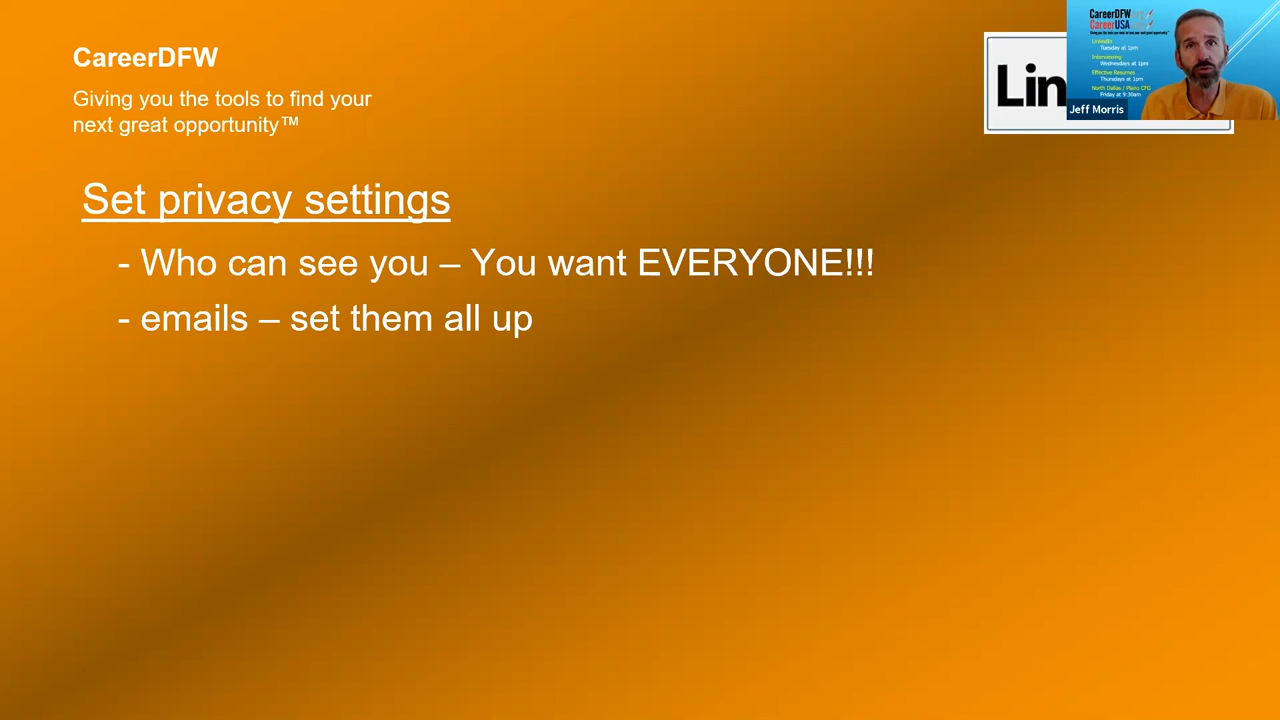 CareerDFW
Giving you the tools to find your
next great opportunity™
Set privacy settings
- Who can see you – You want EVERYONE!!!
- emails – set them all up
Lin
CareerDFW
CareerUSA
LinkedIn
Tuesday at 1pm
Interviewing
Wednesdays at 1pm
Effective Resumes
Thursdays at 1pm
North Dallas / Plano CFG
Friday at 9:30am
Jeff Morris